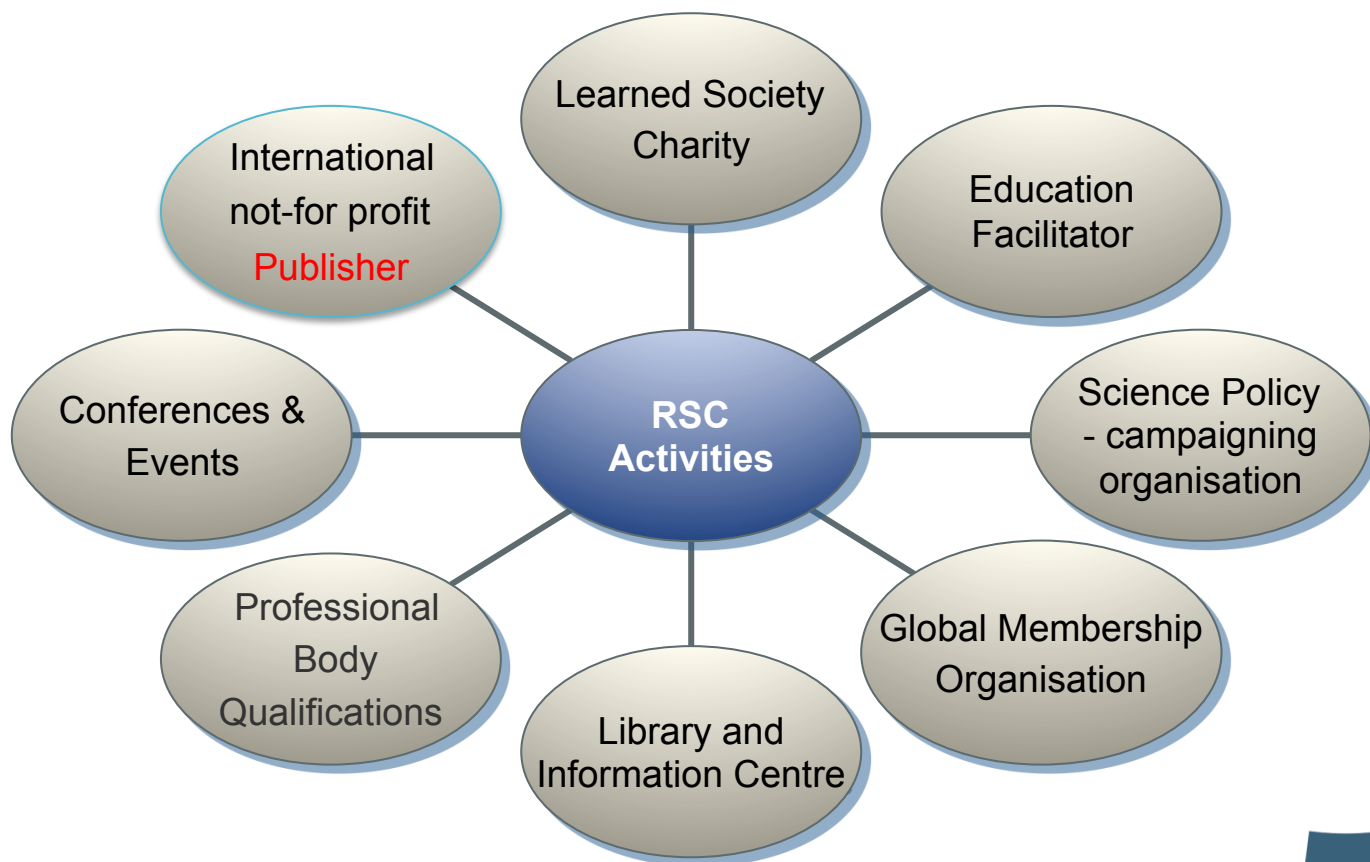 Learned Society
Charity
International
not-for profit
Publisher
Education
Facilitator
Conferences &
Events
RSC
Activities
Science Policy
- campaigning
organisation
Professional
Body
Qualifications
Global Membership
Organisation
Library and
Information Centre